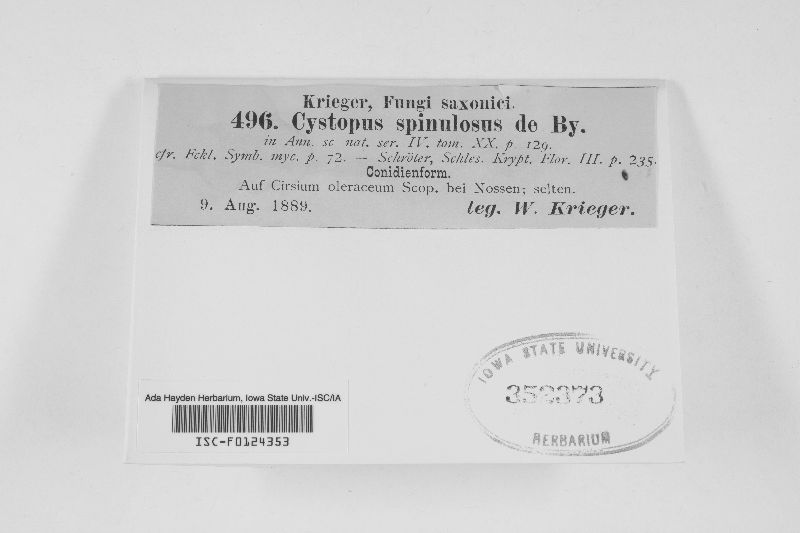 Krieger, Fungi saxonici.
496. Cystopus spinulosus de By.
in Ann. sc nat. ser. IV. tom. XX. p. 129.
cfr. Fckl. Symb. myc. p. 72. — Schröter, Schles. Krypt. Flor. III. p. 235.
Conidienform.
Auf Cirsium oleraceum Scop. bei Nossen; selten.
9. Aug. 1889. leg. W. Krieger.
IOWA STATE UNIVERSITY
HERBARIUM
Ada Hayden Herbarium, Iowa State Univ.-ISC/IA
ISC-F0124353